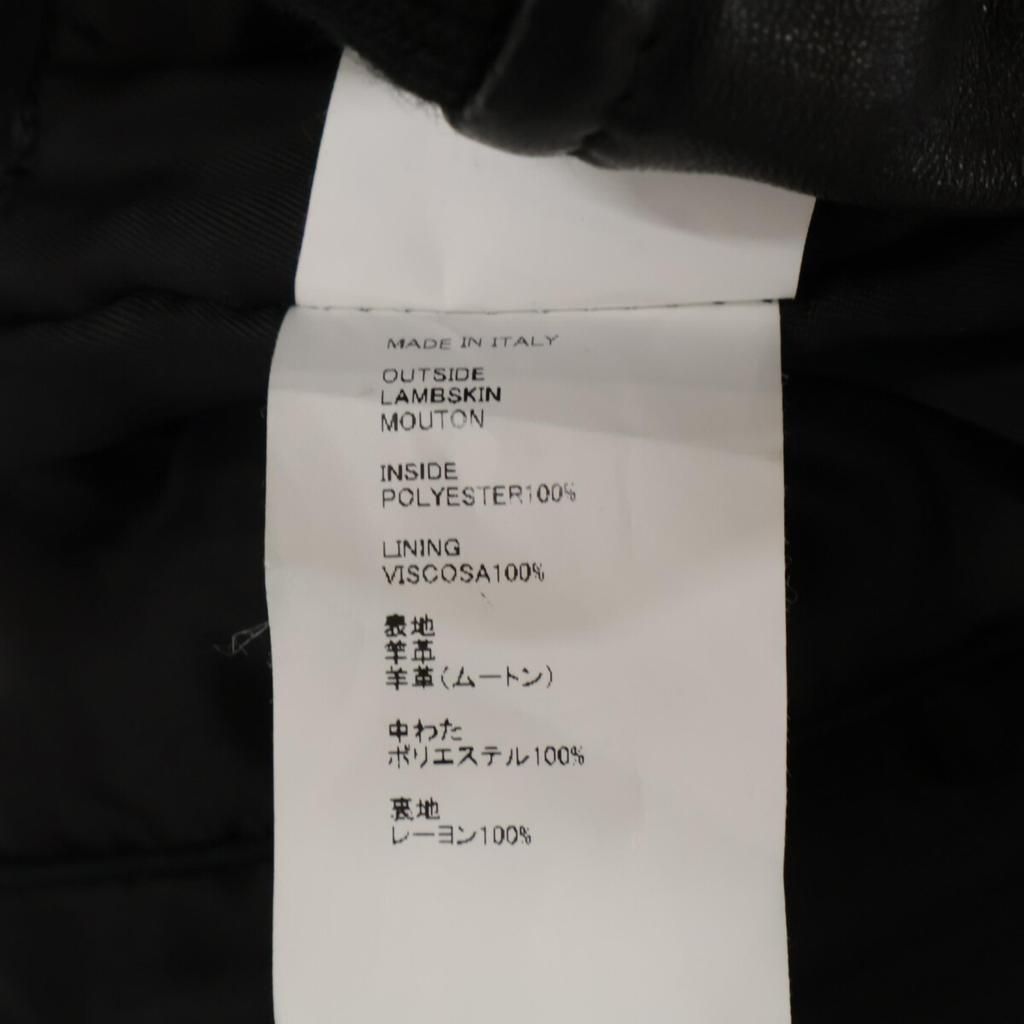 MADE IN ITALY
OUTSIDE
LAMBSKIN
MOUTON
INSIDE
POLYESTER100%
LINING
VISCOSA100%
表地
羊革
羊革(ムートン)
中わた
ポリエステル100%
裏地
レーヨン100%